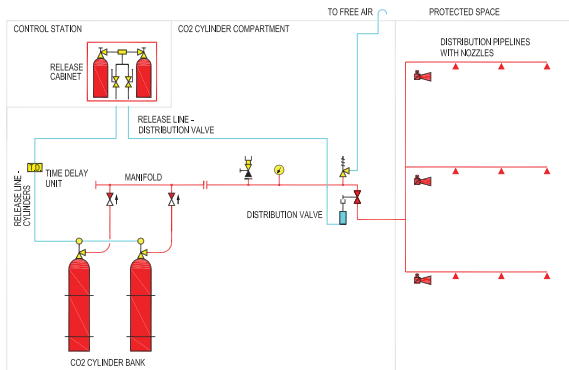 TO FREE AIR
PROTECTED SPACE
CONTROL STATION
CO2 CYLINDER COMPARTMENT
DISTRIBUTION PIPELINES
WITH NOZZLES
RELEASE
CABINET
RELEASE LINE -
DISTRIBUTION VALVE
TIME DELAY
UNIT
MANIFOLD
RELEASE LINE -
CYLINDERS
DISTRIBUTION VALVE
CO2 CYLINDER BANK